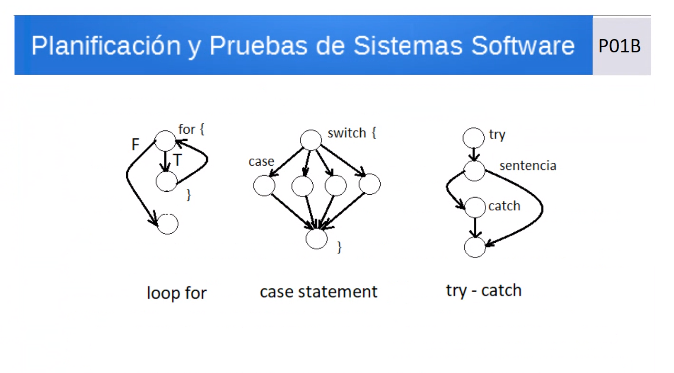 Planificación y Pruebas de Sistemas Software P01B
for {
F
T
}
loop for
switch {
case
}
case statement
try
sentencia
catch
try - catch